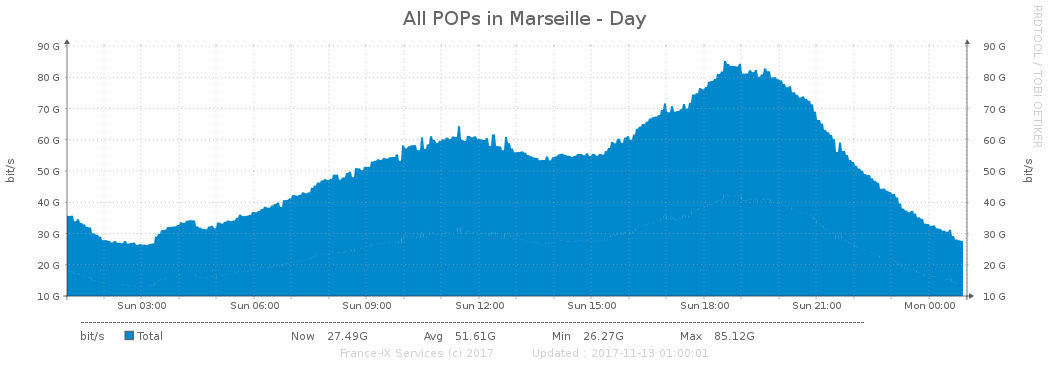 All POPs in Marseille - Day
RRDTOOL / TOBI OETIKER
90 G 90 G
80 G 80 G
70 G 70 G
60 G 60 G
50 G 50 G
40 G 40 G
30 G 30 G
20 G 20 G
10 G 10 G
bit/s bit/s
Sun 03:00 Sun 06:00 Sun 09:00 Sun 12:00 Sun 15:00 Sun 18:00 Sun 21:00 Mon 00:00
bit/s Total Now 27.49G Avg 51.61G Min 26.27G Max 85.12G
France-IX Services (c) 2017 Updated : 2017-11-13 01:00:01